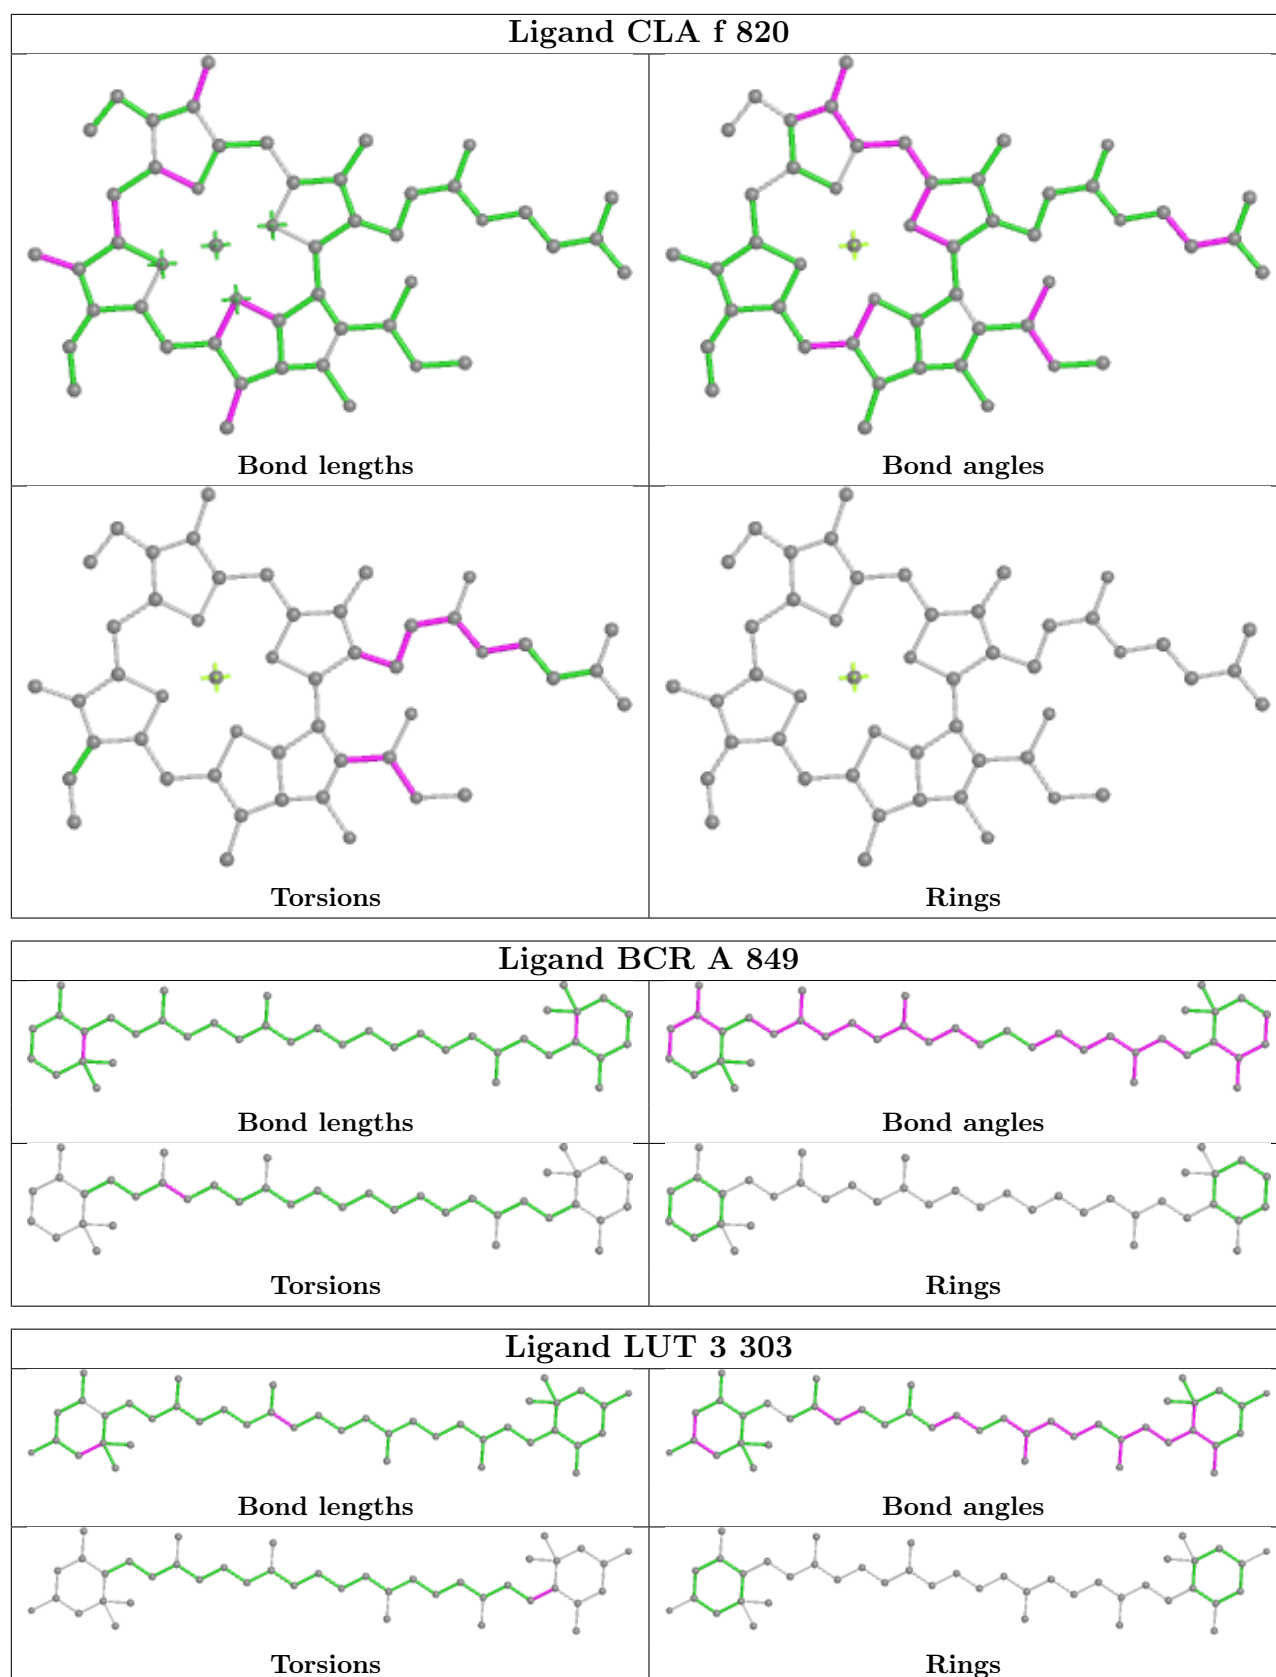 Ligand CLA f 820
Bond lengths
Bond angles
Torsions
Rings
Ligand BCR A 849
Bond lengths
Bond angles
Torsions
Rings
Ligand LUT 3 303
Bond lengths
Bond angles
Torsions
Rings